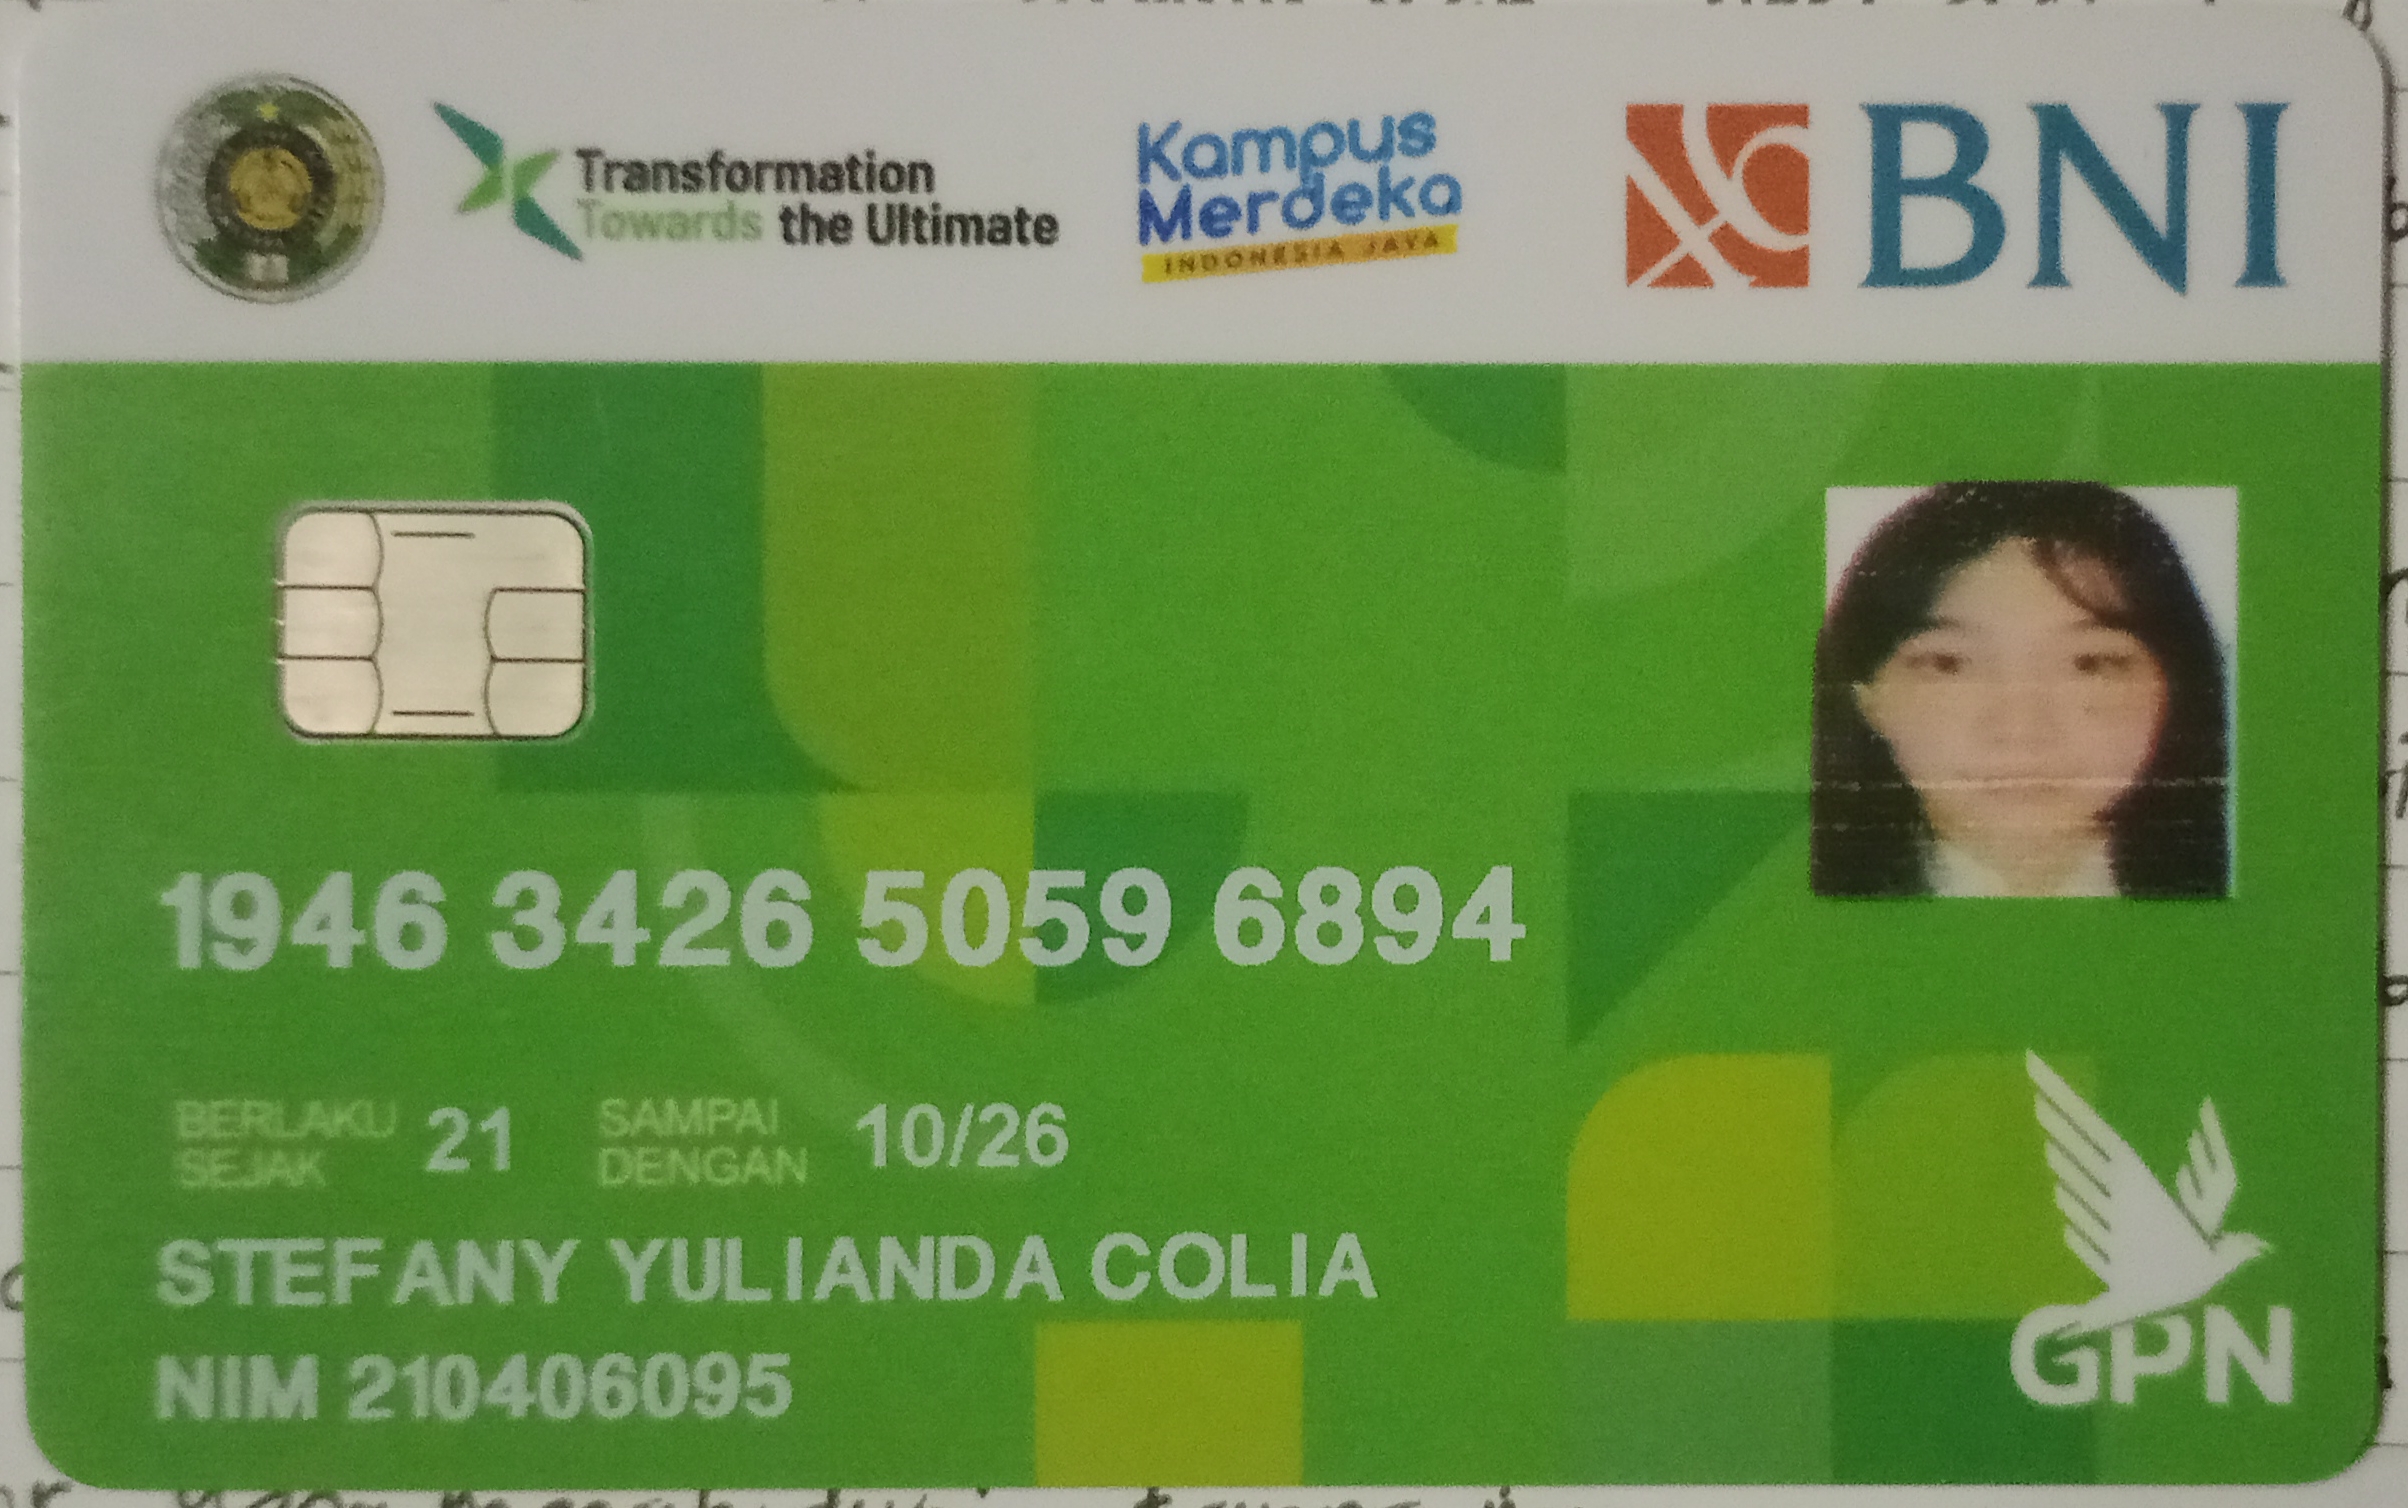 Transformation
Towards the Ultimate
Kampus
Merdeka
INDONESIA JAYA
BNI
1946 3426 5059 6894
BERLAKU
SEJAK
21
SAMPAI
DENGAN
10/26
STEFANY YULIANDA COLIA
NIM 210406095
GPN